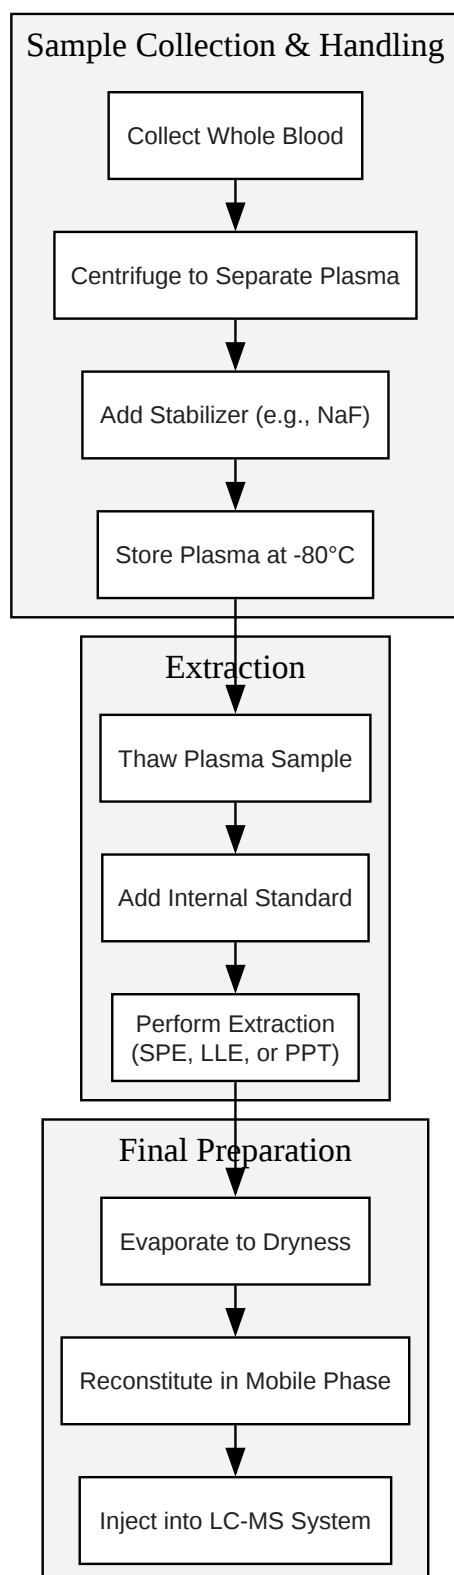 Sample Collection & Handling
Collect Whole Blood
Centrifuge to Separate Plasma
Add Stabilizer (e.g., NaF)
Store Plasma at -80°C
Extraction
Thaw Plasma Sample
Add Internal Standard
Perform Extraction
(SPE, LLE, or PPT)
Final Preparation
Evaporate to Dryness
Reconstitute in Mobile Phase
Inject into LC-MS System